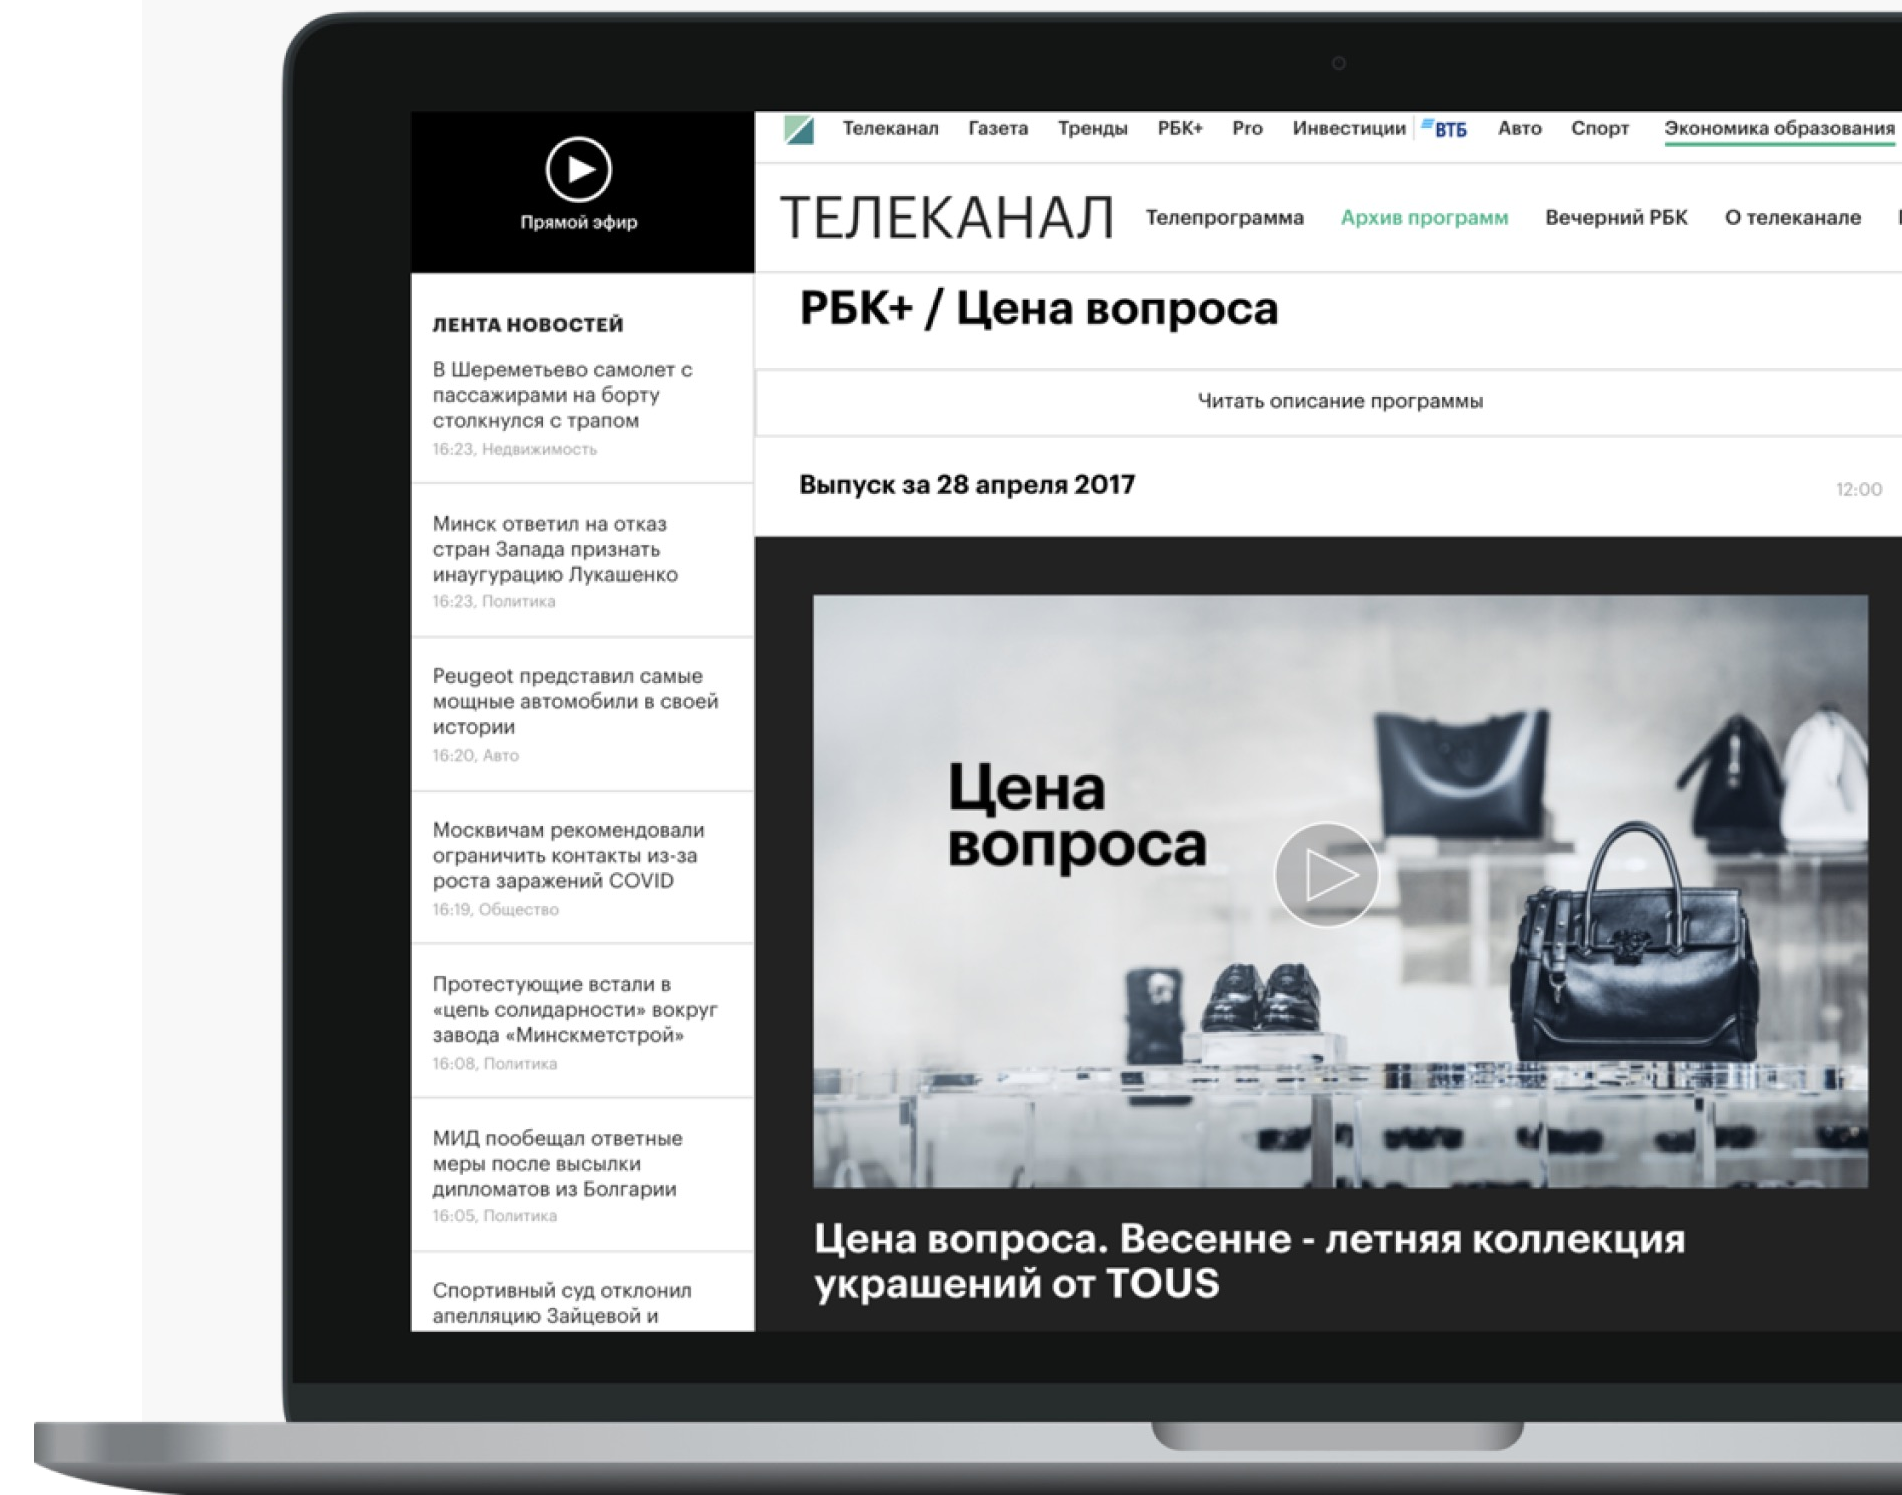 Прямой эфир
ЛЕНТА НОВОСТЕЙ
В Шереметьево самолет с
пассажирами на борту
столкнулся с трапом
16:23, Недвижимость
Минск ответил на отказ
стран Запада признать
инаугурацию Лукашенко
16:23, Политика
Peugeot представил самые
мощные автомобили в своей
истории
16:20, Авто
Москвичам рекомендовали
ограничить контакты из-за
роста заражений COVID
16:19, Общество
Протестующие встали в
«цепь солидарности» вокруг
завода «Минскметстрой»
16:08, Политика
МИД пообещал ответные
меры после высылки
дипломатов из Болгарии
16:05, Политика
Спортивный суд отклонил
апелляцию Зайцевой и
Телеканал Газета Тренды РБК+ Pro Инвестиции ВТБ Авто Спорт Экономика образования
ТЕЛЕКАНАЛ Телепрограмма Архив программ Вечерний РБК О телеканале
РБК+ / Цена вопроса
Читать описание программы
Выпуск за 28 апреля 2017 12:00
Цена
вопроса
Цена вопроса. Весенне - летняя коллекция
украшений от TOUS